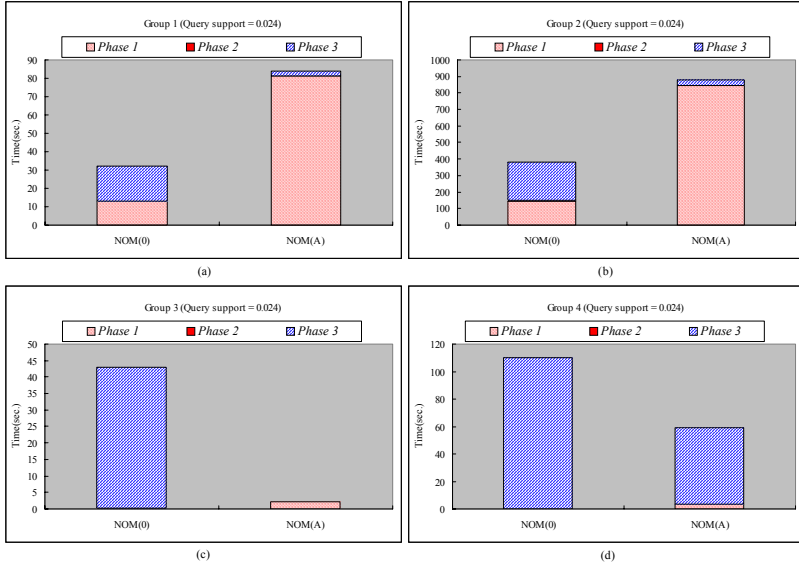 Group 1 (Query support = 0.024)
Phase 1 Phase 2 Phase 3
90
80
70
60
50
40
30
20
10
0
Time(sec.)
NOM(0) NOM(A)
(a)
Group 2 (Query support = 0.024)
Phase 1 Phase 2 Phase 3
1000
900
800
700
600
500
400
300
200
100
0
Time(sec.)
NOM(0) NOM(A)
(b)
Group 3 (Query support = 0.024)
Phase 1 Phase 2 Phase 3
50
45
40
35
30
25
20
15
10
5
0
Time(sec.)
NOM(0) NOM(A)
(c)
Group 4 (Query support = 0.024)
Phase 1 Phase 2 Phase 3
120
100
80
60
40
20
0
Time(sec.)
NOM(0) NOM(A)
(d)